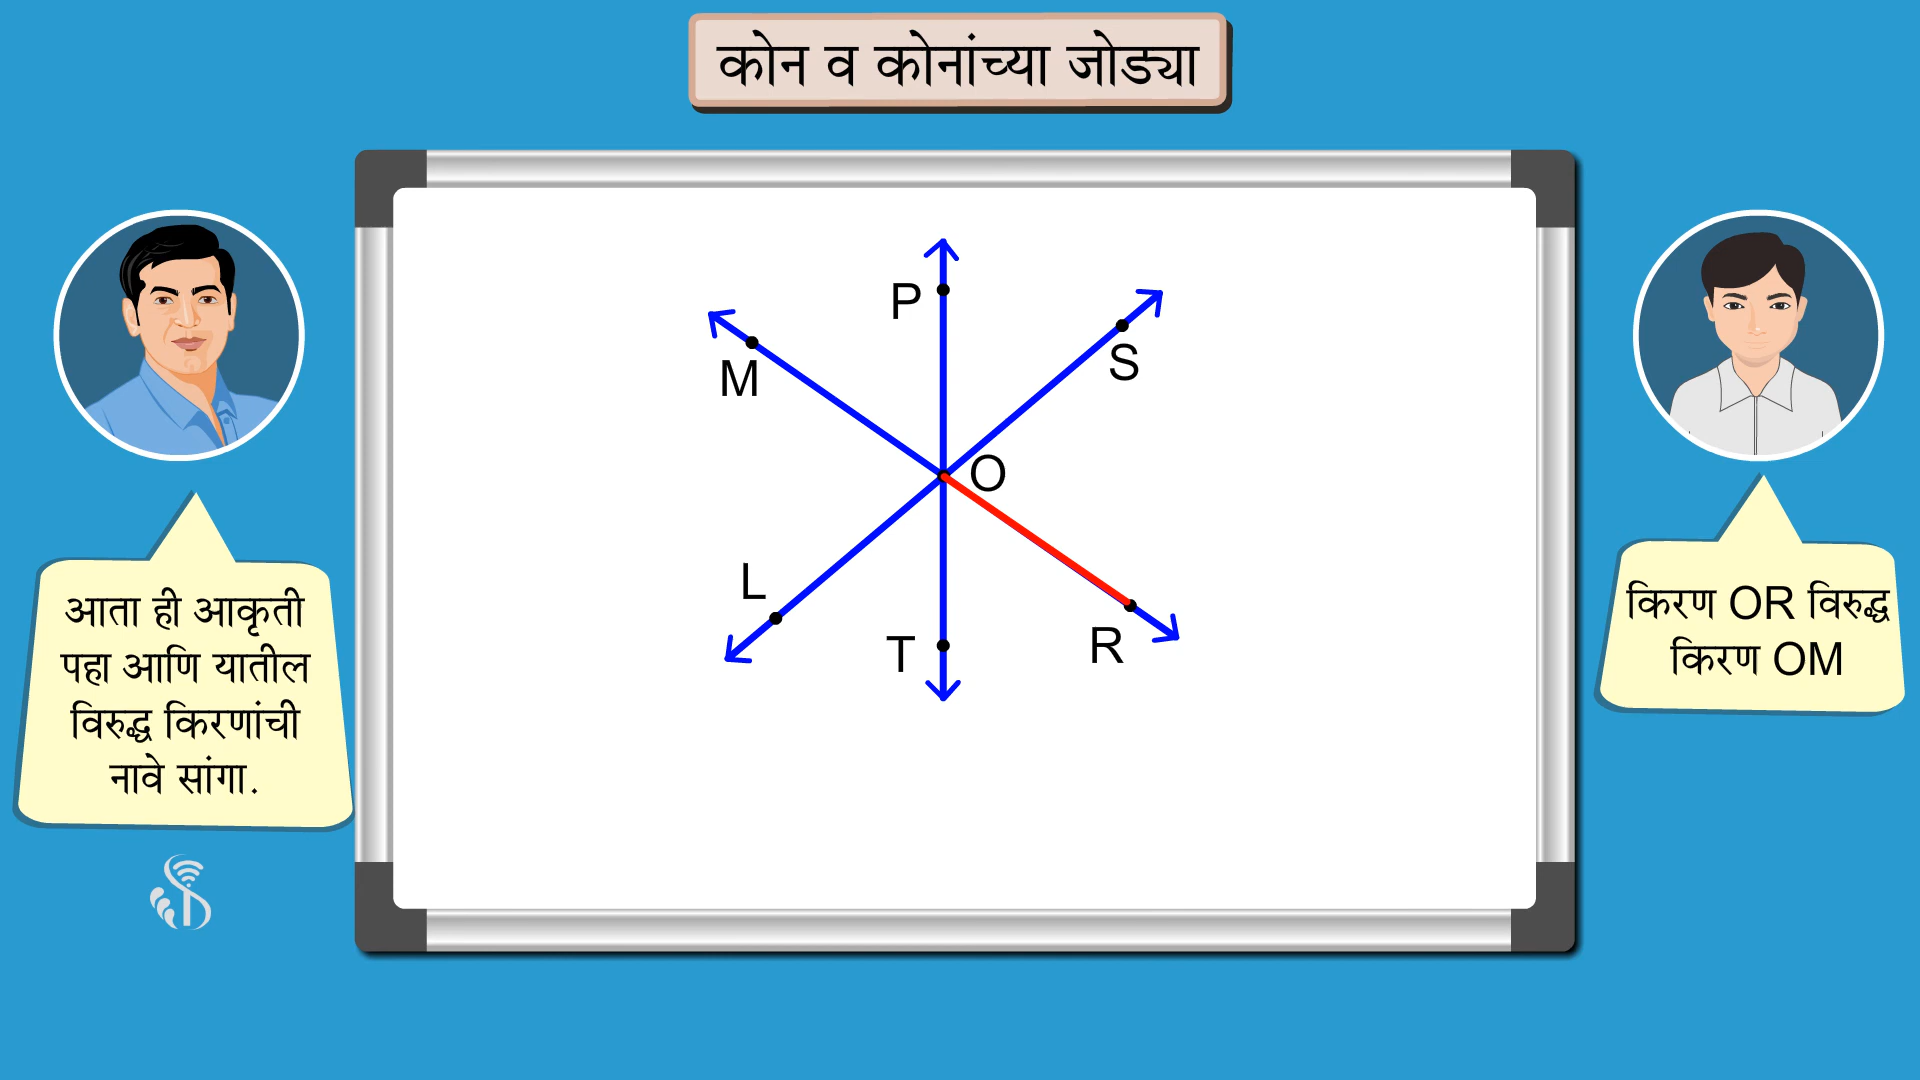 कोन व कोनांच्या जोड्या
P
S
M
O
L
T
R
आता ही आकृती
पहा आणि यातील
विरुद्ध किरणांची
नावे सांगा.
किरण OR विरुद्ध
किरण OM